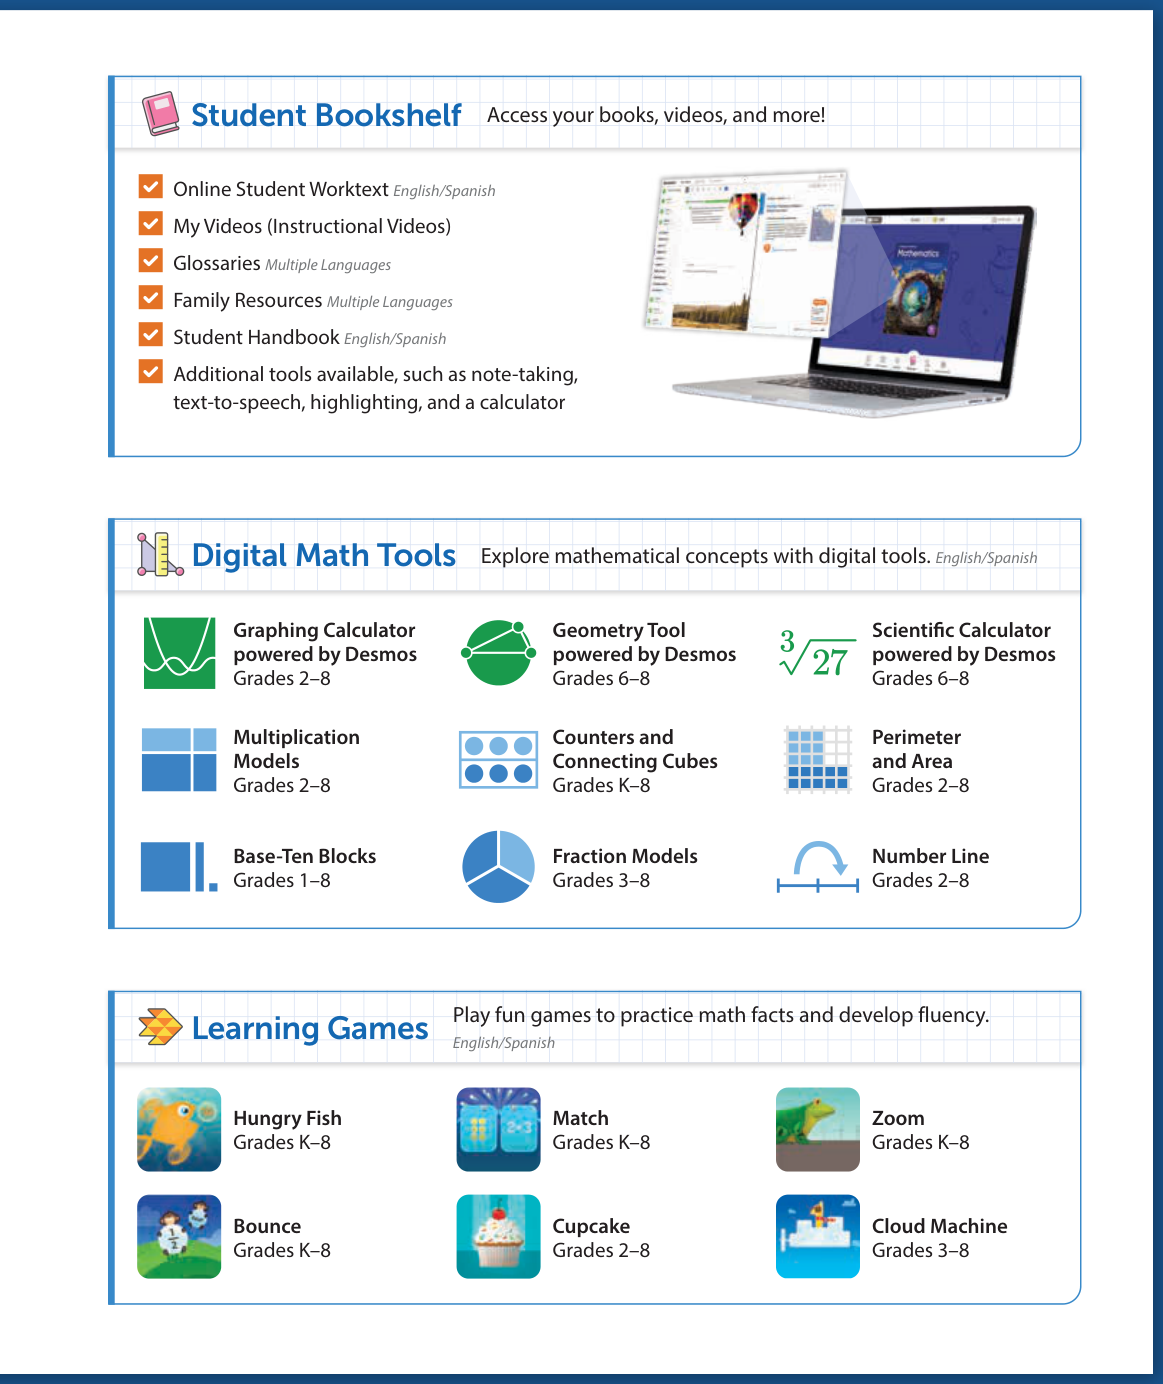 Student Bookshelf Access your books, videos, and more!
Online Student Worktext English/Spanish
My Videos (Instructional Videos)
Glossaries Multiple Languages
Family Resources Multiple Languages
Student Handbook English/Spanish
Additional tools available, such as note-taking,
text-to-speech, highlighting, and a calculator
Mathematics
Digital Math Tools Explore mathematical concepts with digital tools. English/Spanish
Graphing Calculator
powered by Desmos
Grades 2–8
Geometry Tool
powered by Desmos
Grades 6–8
3√27
Scientific Calculator
powered by Desmos
Grades 6–8
Multiplication
Models
Grades 2–8
Counters and
Connecting Cubes
Grades K–8
Perimeter
and Area
Grades 2–8
Base-Ten Blocks
Grades 1–8
Fraction Models
Grades 3–8
Number Line
Grades 2–8
Learning Games Play fun games to practice math facts and develop fluency.
English/Spanish
Hungry Fish
Grades K–8
2×3
Match
Grades K–8
Zoom
Grades K–8
1/2
Bounce
Grades K–8
Cupcake
Grades 2–8
Cloud Machine
Grades 3–8